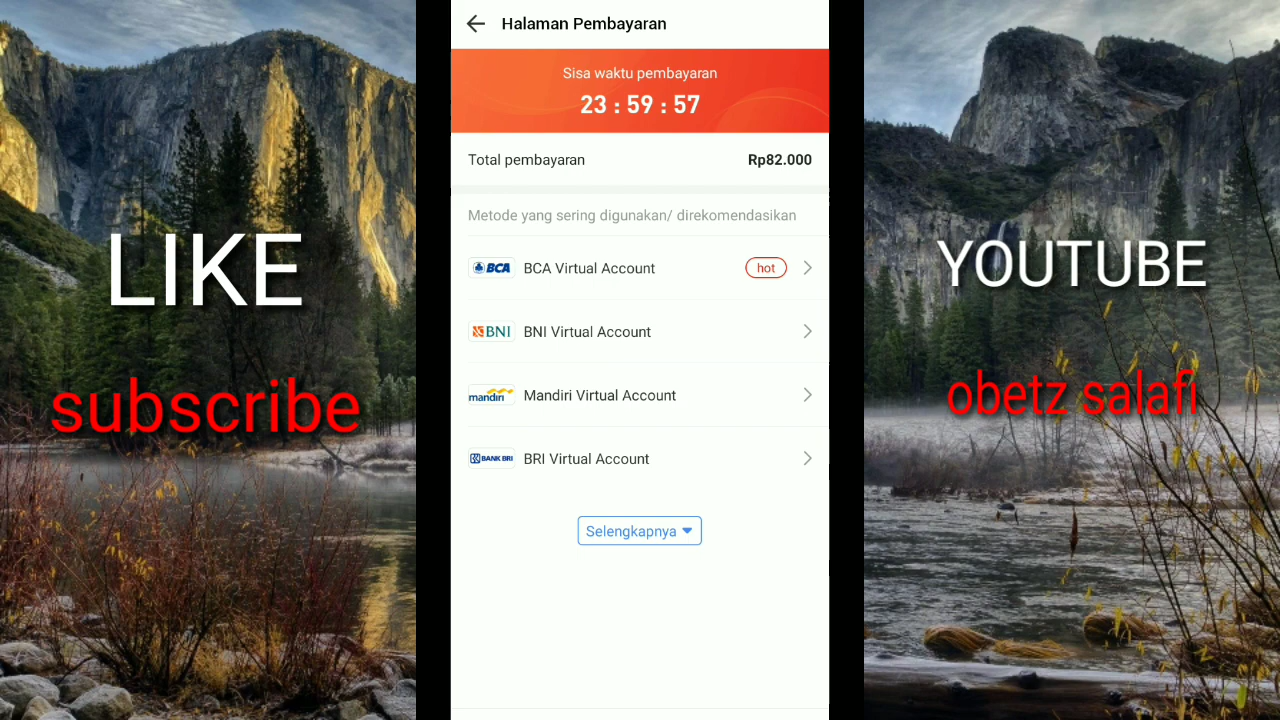 LIKE
subscribe
Halaman Pembayaran
Sisa waktu pembayaran
23 : 59 : 57
Total pembayaran Rp82.000
Metode yang sering digunakan/ direkomendasikan
BCA BCA Virtual Account hot
BNI BNI Virtual Account
mandiri Mandiri Virtual Account
BANK BRI BRI Virtual Account
Selengkapnya
YOUTUBE
obetz salafi